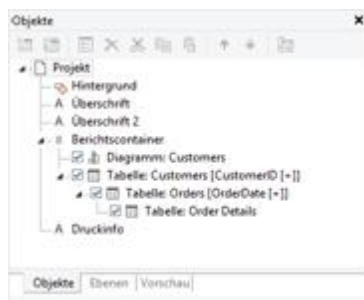 Objekte
Projekt
Hintergrund
Überschrift
Überschrift 2
Berichtscontainer
Diagramm: Customers
Tabelle: Customers [CustomerID [+]]
Tabelle: Orders [OrderDate [+]]
Tabelle: Order Details
Druckinfo
Objekte Ebenen Vorschau